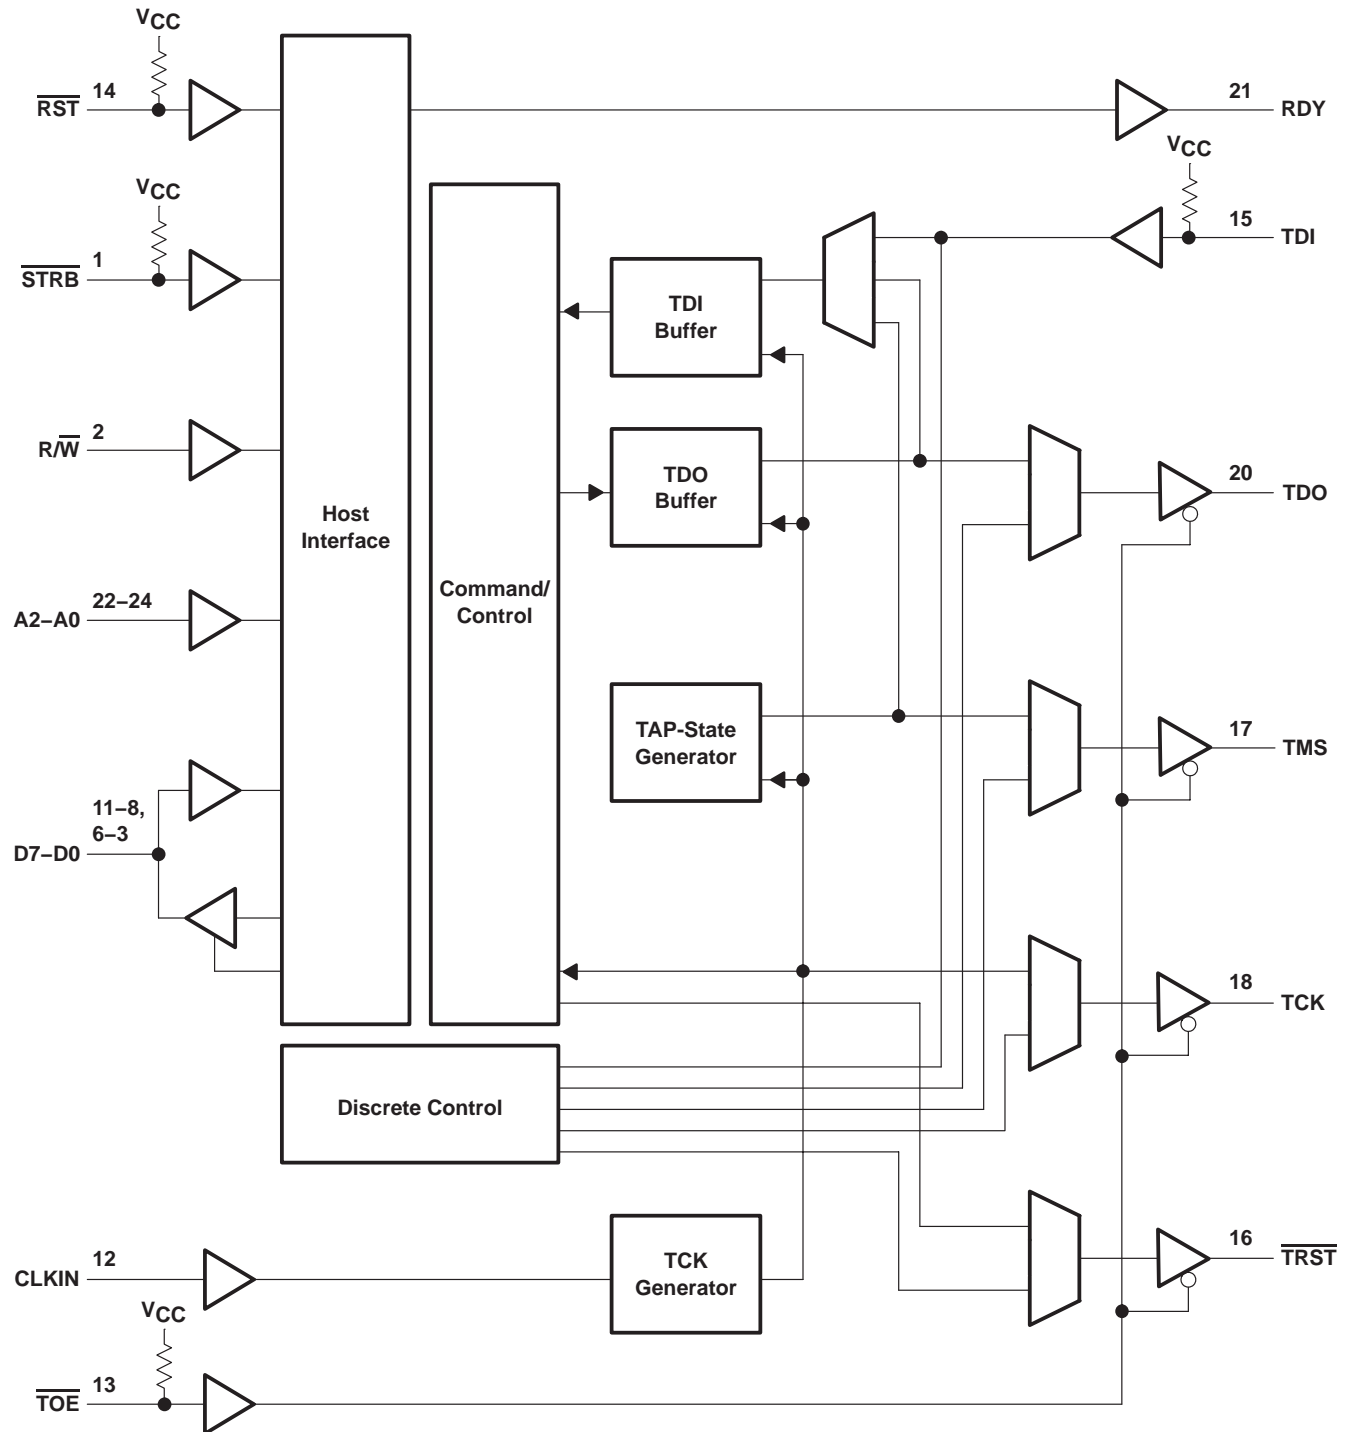 VCC
14
RST
21
RDY
VCC
VCC
15
TDI
1
STRB
TDI
Buffer
2
R/W
TDO
Buffer
20
TDO
Host
Interface
Command/
Control
22–24
A2–A0
TAP-State
Generator
17
TMS
11–8,
6–3
D7–D0
18
TCK
Discrete Control
16
TRST
12
CLKIN
TCK
Generator
VCC
13
TOE